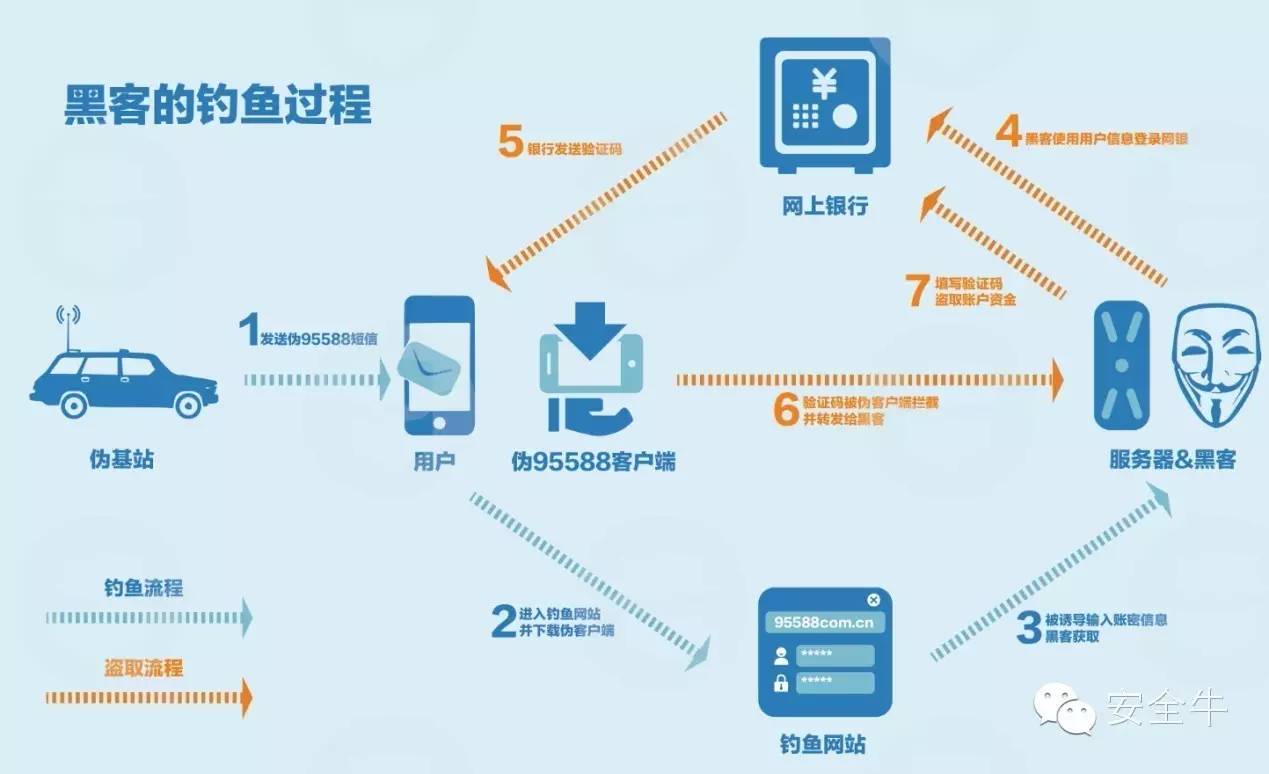 黑客的钓鱼过程
¥
网上银行
5 银行发送验证码
4 黑客使用用户信息登录网银
7 填写验证码
盗取账户资金
1 发送伪95588短信
伪基站
用户
伪95588客户端
6 验证码被伪客户端拦截
并转发给黑客
服务器&黑客
钓鱼流程
盗取流程
2 进入钓鱼网站
并下载伪客户端
95588com.cn
*****
*****
钓鱼网站
3 被诱导输入账密信息
黑客获取
安全牛